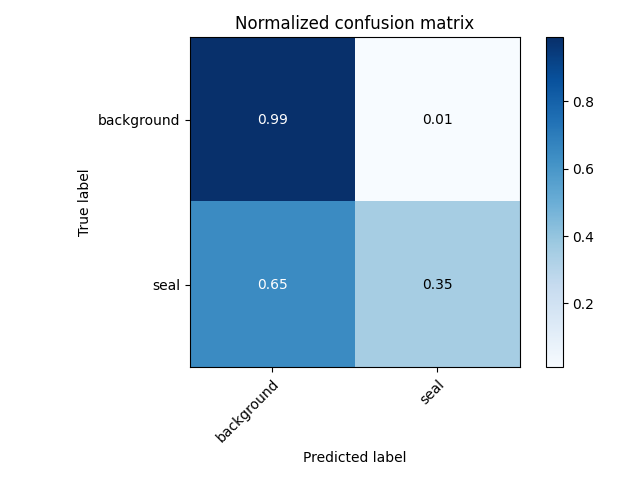 Normalized confusion matrix
True label
background
0.99
0.01
seal
0.65
0.35
background
seal
Predicted label
0.8
0.6
0.4
0.2